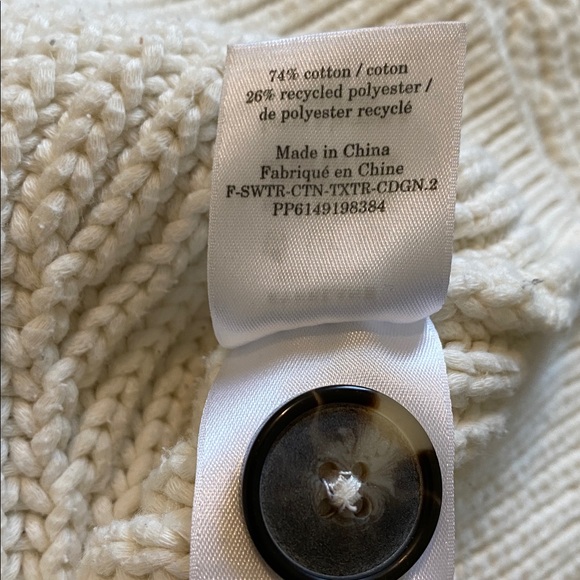 74% cotton / coton
26% recycled polyester /
de polyester recyclé
Made in China
Fabriqué en Chine
F-SWTR-CTN-TXTR-CDGN.2
PP6149198384